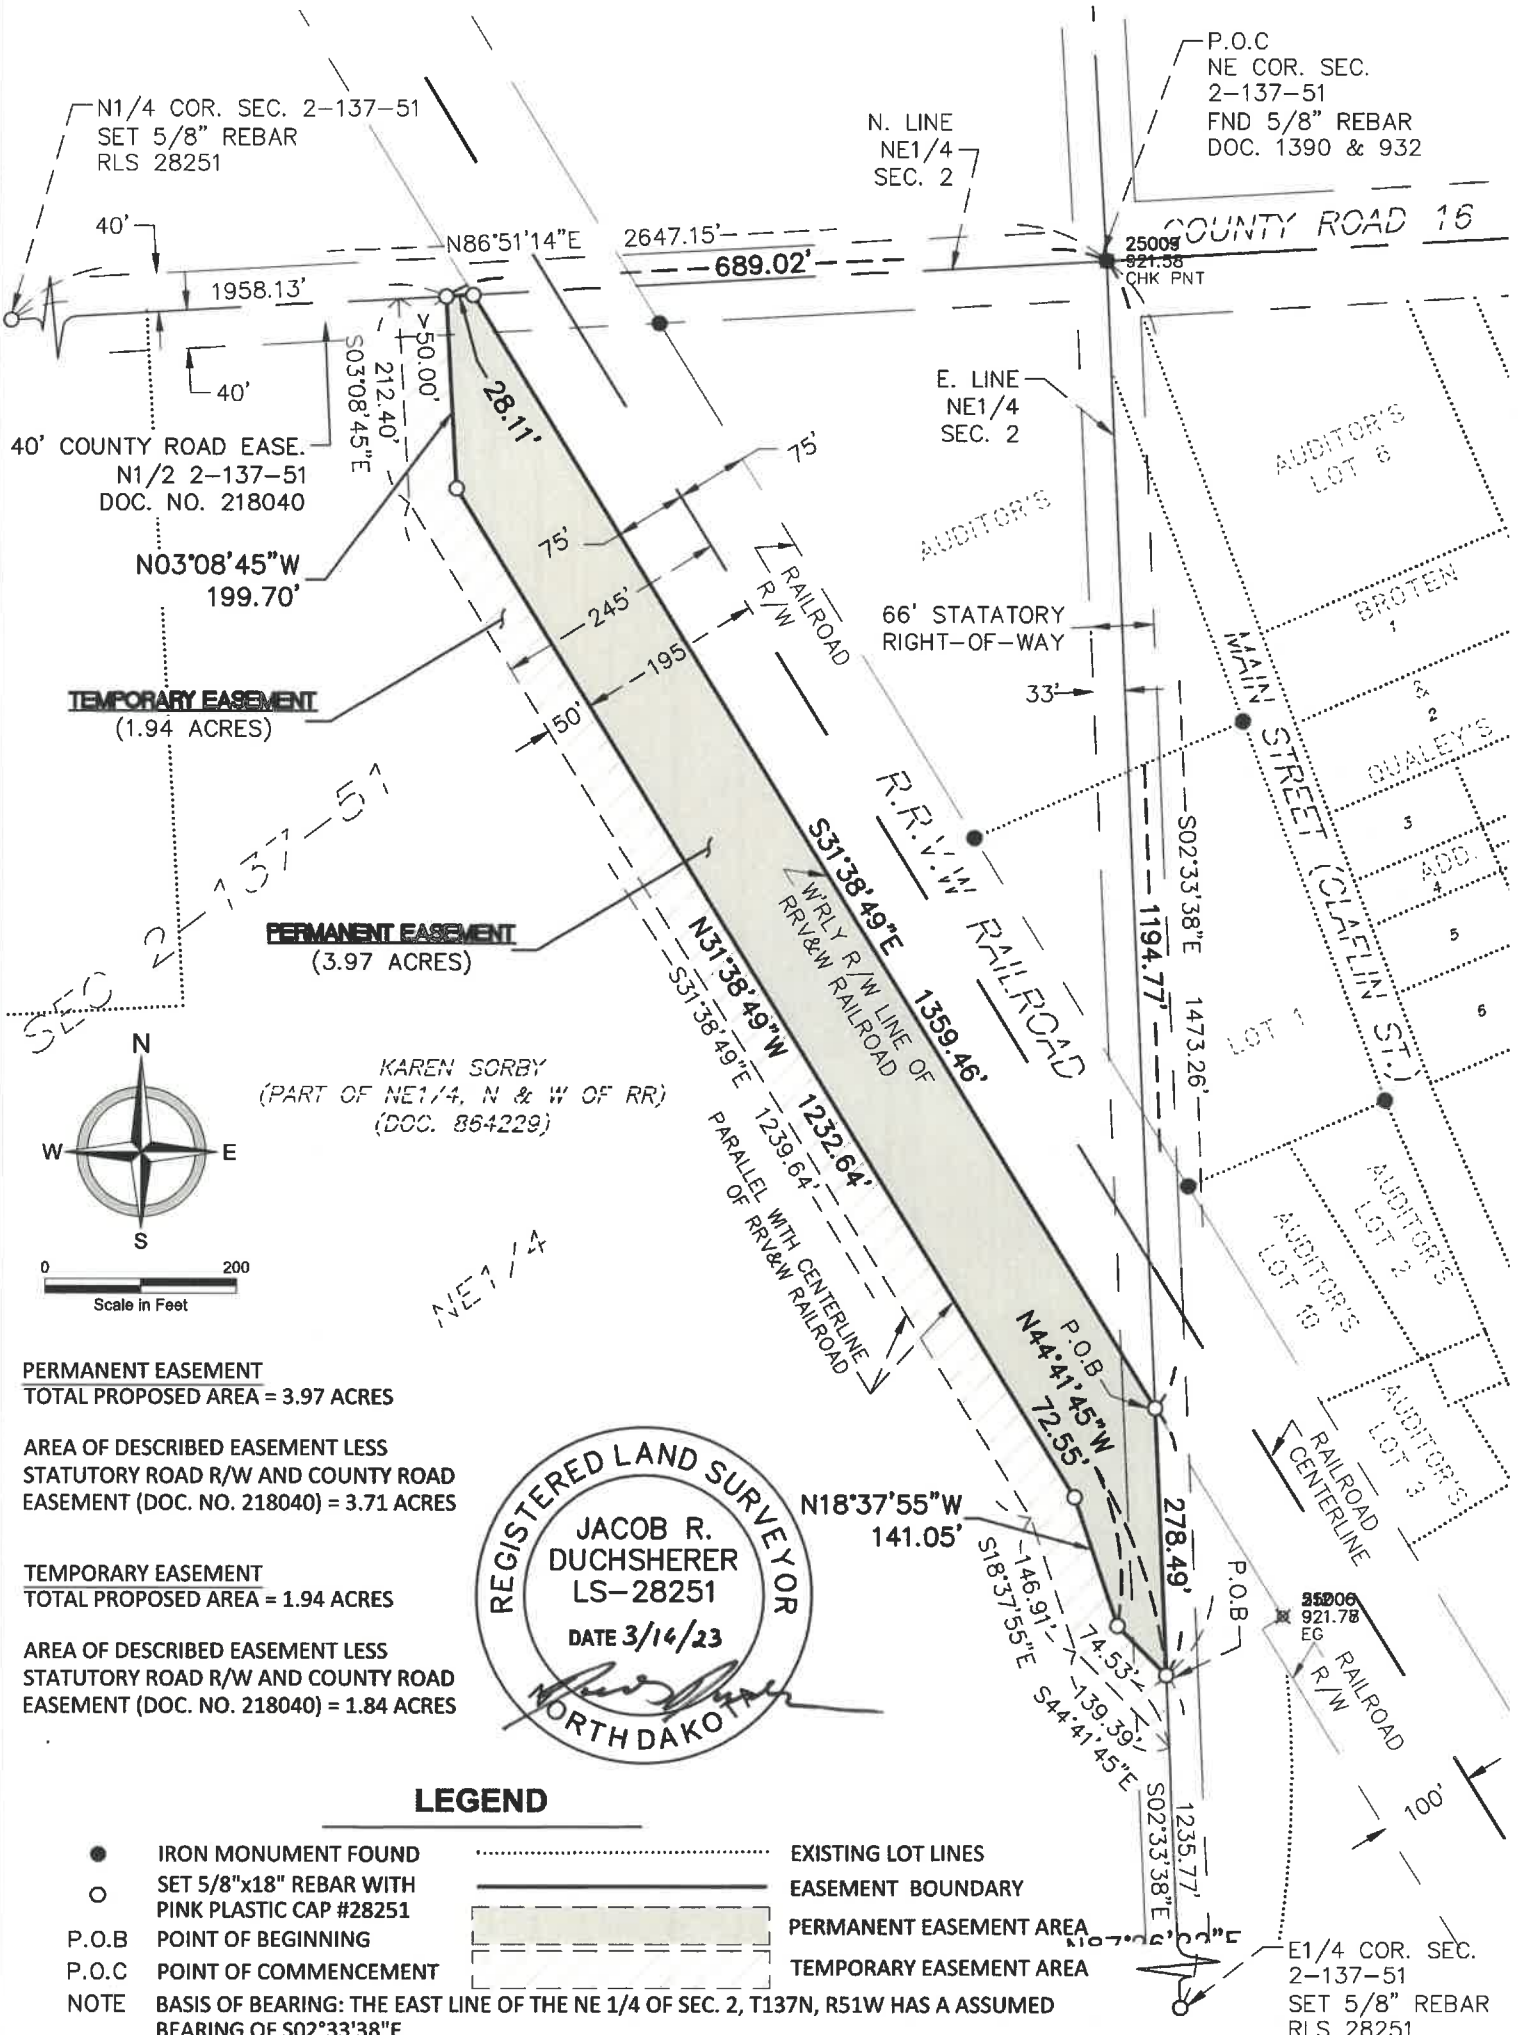 P.O.C
NE COR. SEC.
2-137-51
FND 5/8" REBAR
DOC. 1390 & 932
N1/4 COR. SEC. 2-137-51
SET 5/8" REBAR
RLS 28251
N. LINE
NE1/4
SEC. 2
COUNTY ROAD 16
40'
N86°51'14"E
2647.15'
689.02'
25009
921.58
CHK PNT
1958.13'
40'
>50.00'
212.40'
S03°08'45"E
28.11'
E. LINE
NE1/4
SEC. 2
40' COUNTY ROAD EASE.
N1/2 2-137-51
DOC. NO. 218040
75'
AUDITOR'S
LOT 6
AUDITOR'S
75'
N03°08'45"W
199.70'
RAILROAD
R/W
245'
195'
50'
66' STATATORY
RIGHT-OF-WAY
33'
BROTEN
1
&
2
QUALEY'S
3
ADD.
4
5
6
MAIN STREET (CLAFLIN ST.)
TEMPORARY EASEMENT
(1.94 ACRES)
SEC 2-137-51
R.R.V.W RAILROAD
S02°33'38"E
1473.26'
1194.77'
S31°38'49"E
1359.46'
W'RLY R/W LINE OF
RRV&W RAILROAD
PERMANENT EASEMENT
(3.97 ACRES)
N31°38'49"W
1232.64'
S31°38'49"E
1239.64'
LOT 1
N
W
E
S
KAREN SORBY
(PART OF NE1/4, N & W OF RR)
(DOC. 864229)
PARALLEL WITH CENTERLINE
OF RRV&W RAILROAD
AUDITOR'S
LOT 2
AUDITOR'S
LOT 10
0
200
Scale in Feet
NE1/4
P.O.B
N44°41'45"W
72.55'
AUDITOR'S
LOT 3
RAILROAD
CENTERLINE
PERMANENT EASEMENT
TOTAL PROPOSED AREA = 3.97 ACRES
AREA OF DESCRIBED EASEMENT LESS
STATUTORY ROAD R/W AND COUNTY ROAD
EASEMENT (DOC. NO. 218040) = 3.71 ACRES
TEMPORARY EASEMENT
TOTAL PROPOSED AREA = 1.94 ACRES
AREA OF DESCRIBED EASEMENT LESS
STATUTORY ROAD R/W AND COUNTY ROAD
EASEMENT (DOC. NO. 218040) = 1.84 ACRES
REGISTERED LAND SURVEYOR
JACOB R.
DUCHSHERER
LS-28251
DATE 3/14/23
NORTH DAKOTA
N18°37'55"W
141.05'
278.49'
146.91'
S18°37'55"E
74.53'
139.39'
S44°41'45"E
P.O.B
921.78
EG
RAILROAD
R/W
100'
S02°33'38"E
1235.77'
LEGEND
IRON MONUMENT FOUND
SET 5/8"x18" REBAR WITH
PINK PLASTIC CAP #28251
P.O.B POINT OF BEGINNING
P.O.C POINT OF COMMENCEMENT
EXISTING LOT LINES
EASEMENT BOUNDARY
PERMANENT EASEMENT AREA
TEMPORARY EASEMENT AREA
NOTE BASIS OF BEARING: THE EAST LINE OF THE NE 1/4 OF SEC. 2, T137N, R51W HAS A ASSUMED
BEARING OF S02°33'38"E
E1/4 COR. SEC.
2-137-51
SET 5/8" REBAR
RLS 28251